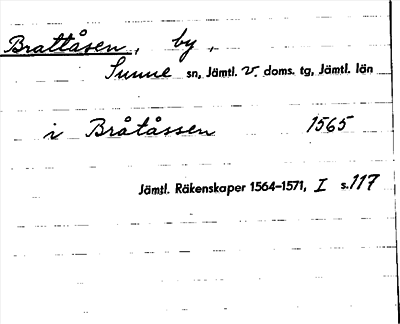 Brattåsen, by,
Sunne sn, Jämtl. V. doms. tg, Jämtl. län
i Bråtåssen 1565
Jämtl. Räkenskaper 1564-1571, I s. 117